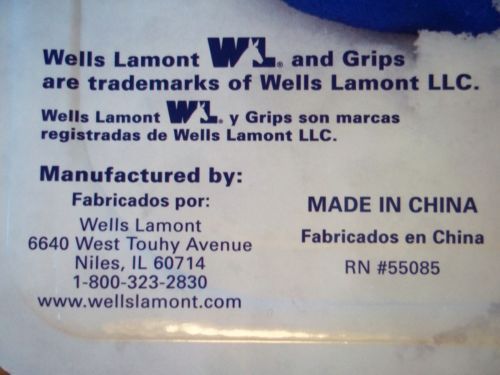 Wells Lamont WL® and Grips
are trademarks of Wells Lamont LLC.
Wells Lamont WL® y Grips son marcas
registradas de Wells Lamont LLC.
Manufactured by:
Fabricados por:
Wells Lamont
6640 West Touhy Avenue
Niles, IL 60714
1-800-323-2830
www.wellslamont.com
MADE IN CHINA
Fabricados en China
RN #55085